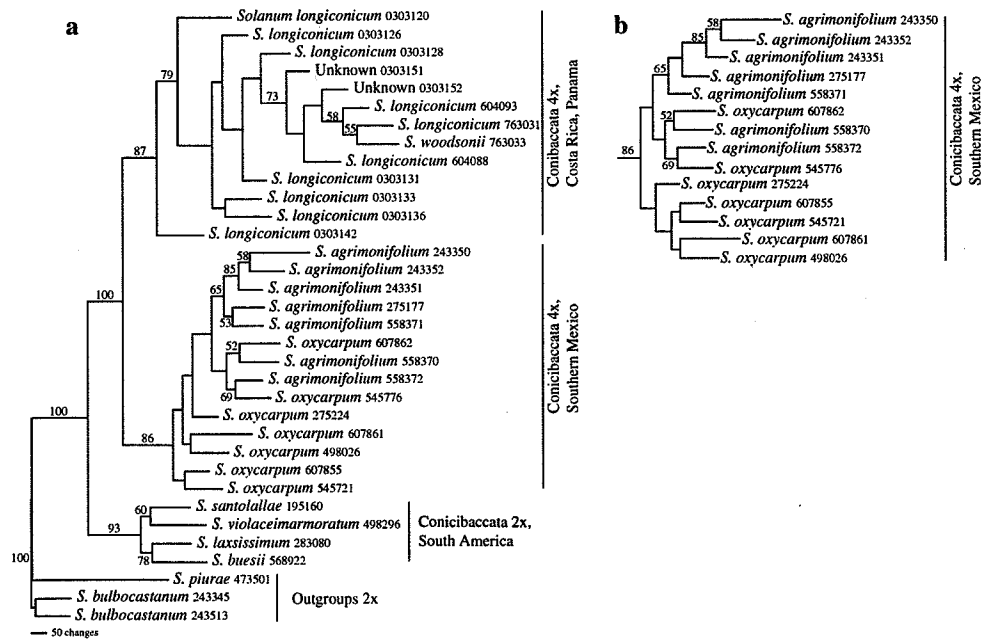 a
Solanum longiconicum 0303120
S. longiconicum 0303126
S. longiconicum 0303128
79
Unknown 0303151
Unknown 0303152
73
S. longiconicum 604093
58
S. longiconicum 763031
55
S. woodsonii 763033
87
S. longiconicum 604088
S. longiconicum 0303131
S. longiconicum 0303133
S. longiconicum 0303136
S. longiconicum 0303142
Conibaccata 4x,
Costa Rica, Panama
58
S. agrimonifolium 243350
85
S. agrimonifolium 243352
65
S. agrimonifolium 243351
100
S. agrimonifolium 275177
53
S. agrimonifolium 558371
52
S. oxycarpum 607862
S. agrimonifolium 558370
S. agrimonifolium 558372
69
S. oxycarpum 545776
100
S. oxycarpum 275224
86
S. oxycarpum 607861
S. oxycarpum 498026
S. oxycarpum 607855
S. oxycarpum 545721
Conicibaccata 4x,
Southern Mexico
60
S. santolallae 195160
93
S. violaceimarmoratum 498296
S. laxsissimum 283080
78
S. buesii 568922
Conicibaccata 2x,
South America
100
S. piurae 473501
S. bulbocastanum 243345
S. bulbocastanum 243513
Outgroups 2x
50 changes
b
58
S. agrimonifolium 243350
85
S. agrimonifolium 243352
S. agrimonifolium 243351
65
S. agrimonifolium 275177
S. agrimonifolium 558371
52
S. oxycarpum 607862
S. agrimonifolium 558370
86
S. agrimonifolium 558372
69
S. oxycarpum 545776
S. oxycarpum 275224
S. oxycarpum 607855
S. oxycarpum 545721
S. oxycarpum 607861
S. oxycarpum 498026
Conicibaccata 4x,
Southern Mexico